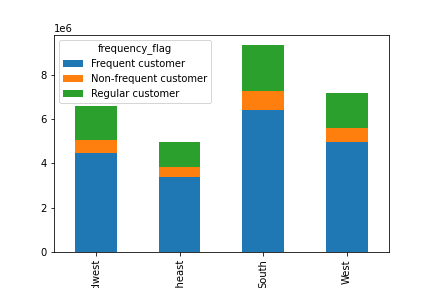 1e6
frequency_flag
Frequent customer
Non-frequent customer
Regular customer
8
6
4
2
0
dwest
heast
South
West